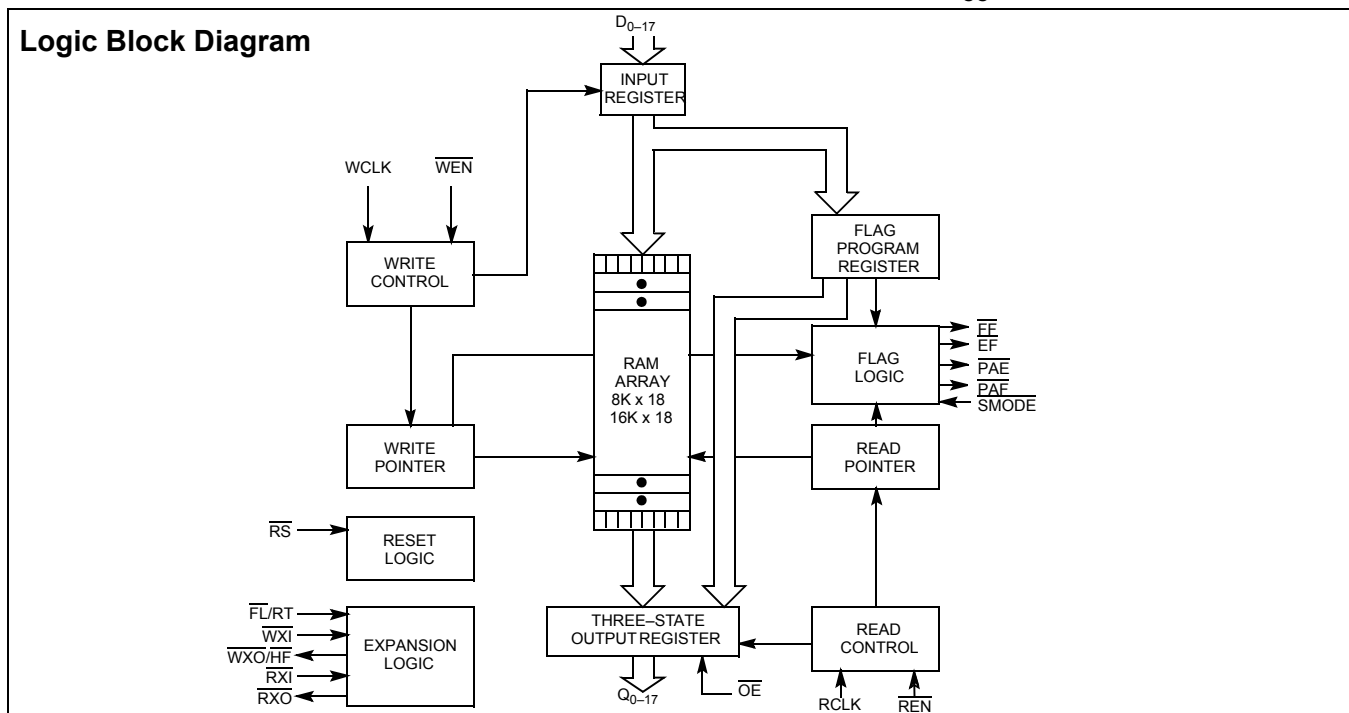 Logic Block Diagram
D0–17
INPUT
REGISTER
WCLK
WEN
FLAG
PROGRAM
REGISTER
WRITE
CONTROL
FF
EF
PAE
PAF
SMODE
FLAG
LOGIC
RAM
ARRAY
8K x 18
16K x 18
WRITE
POINTER
READ
POINTER
RS
RESET
LOGIC
FL/RT
WXI
WXO/HF
RXI
RXO
EXPANSION
LOGIC
THREE–STATE
OUTPUT REGISTER
READ
CONTROL
Q0–17
OE
RCLK
REN